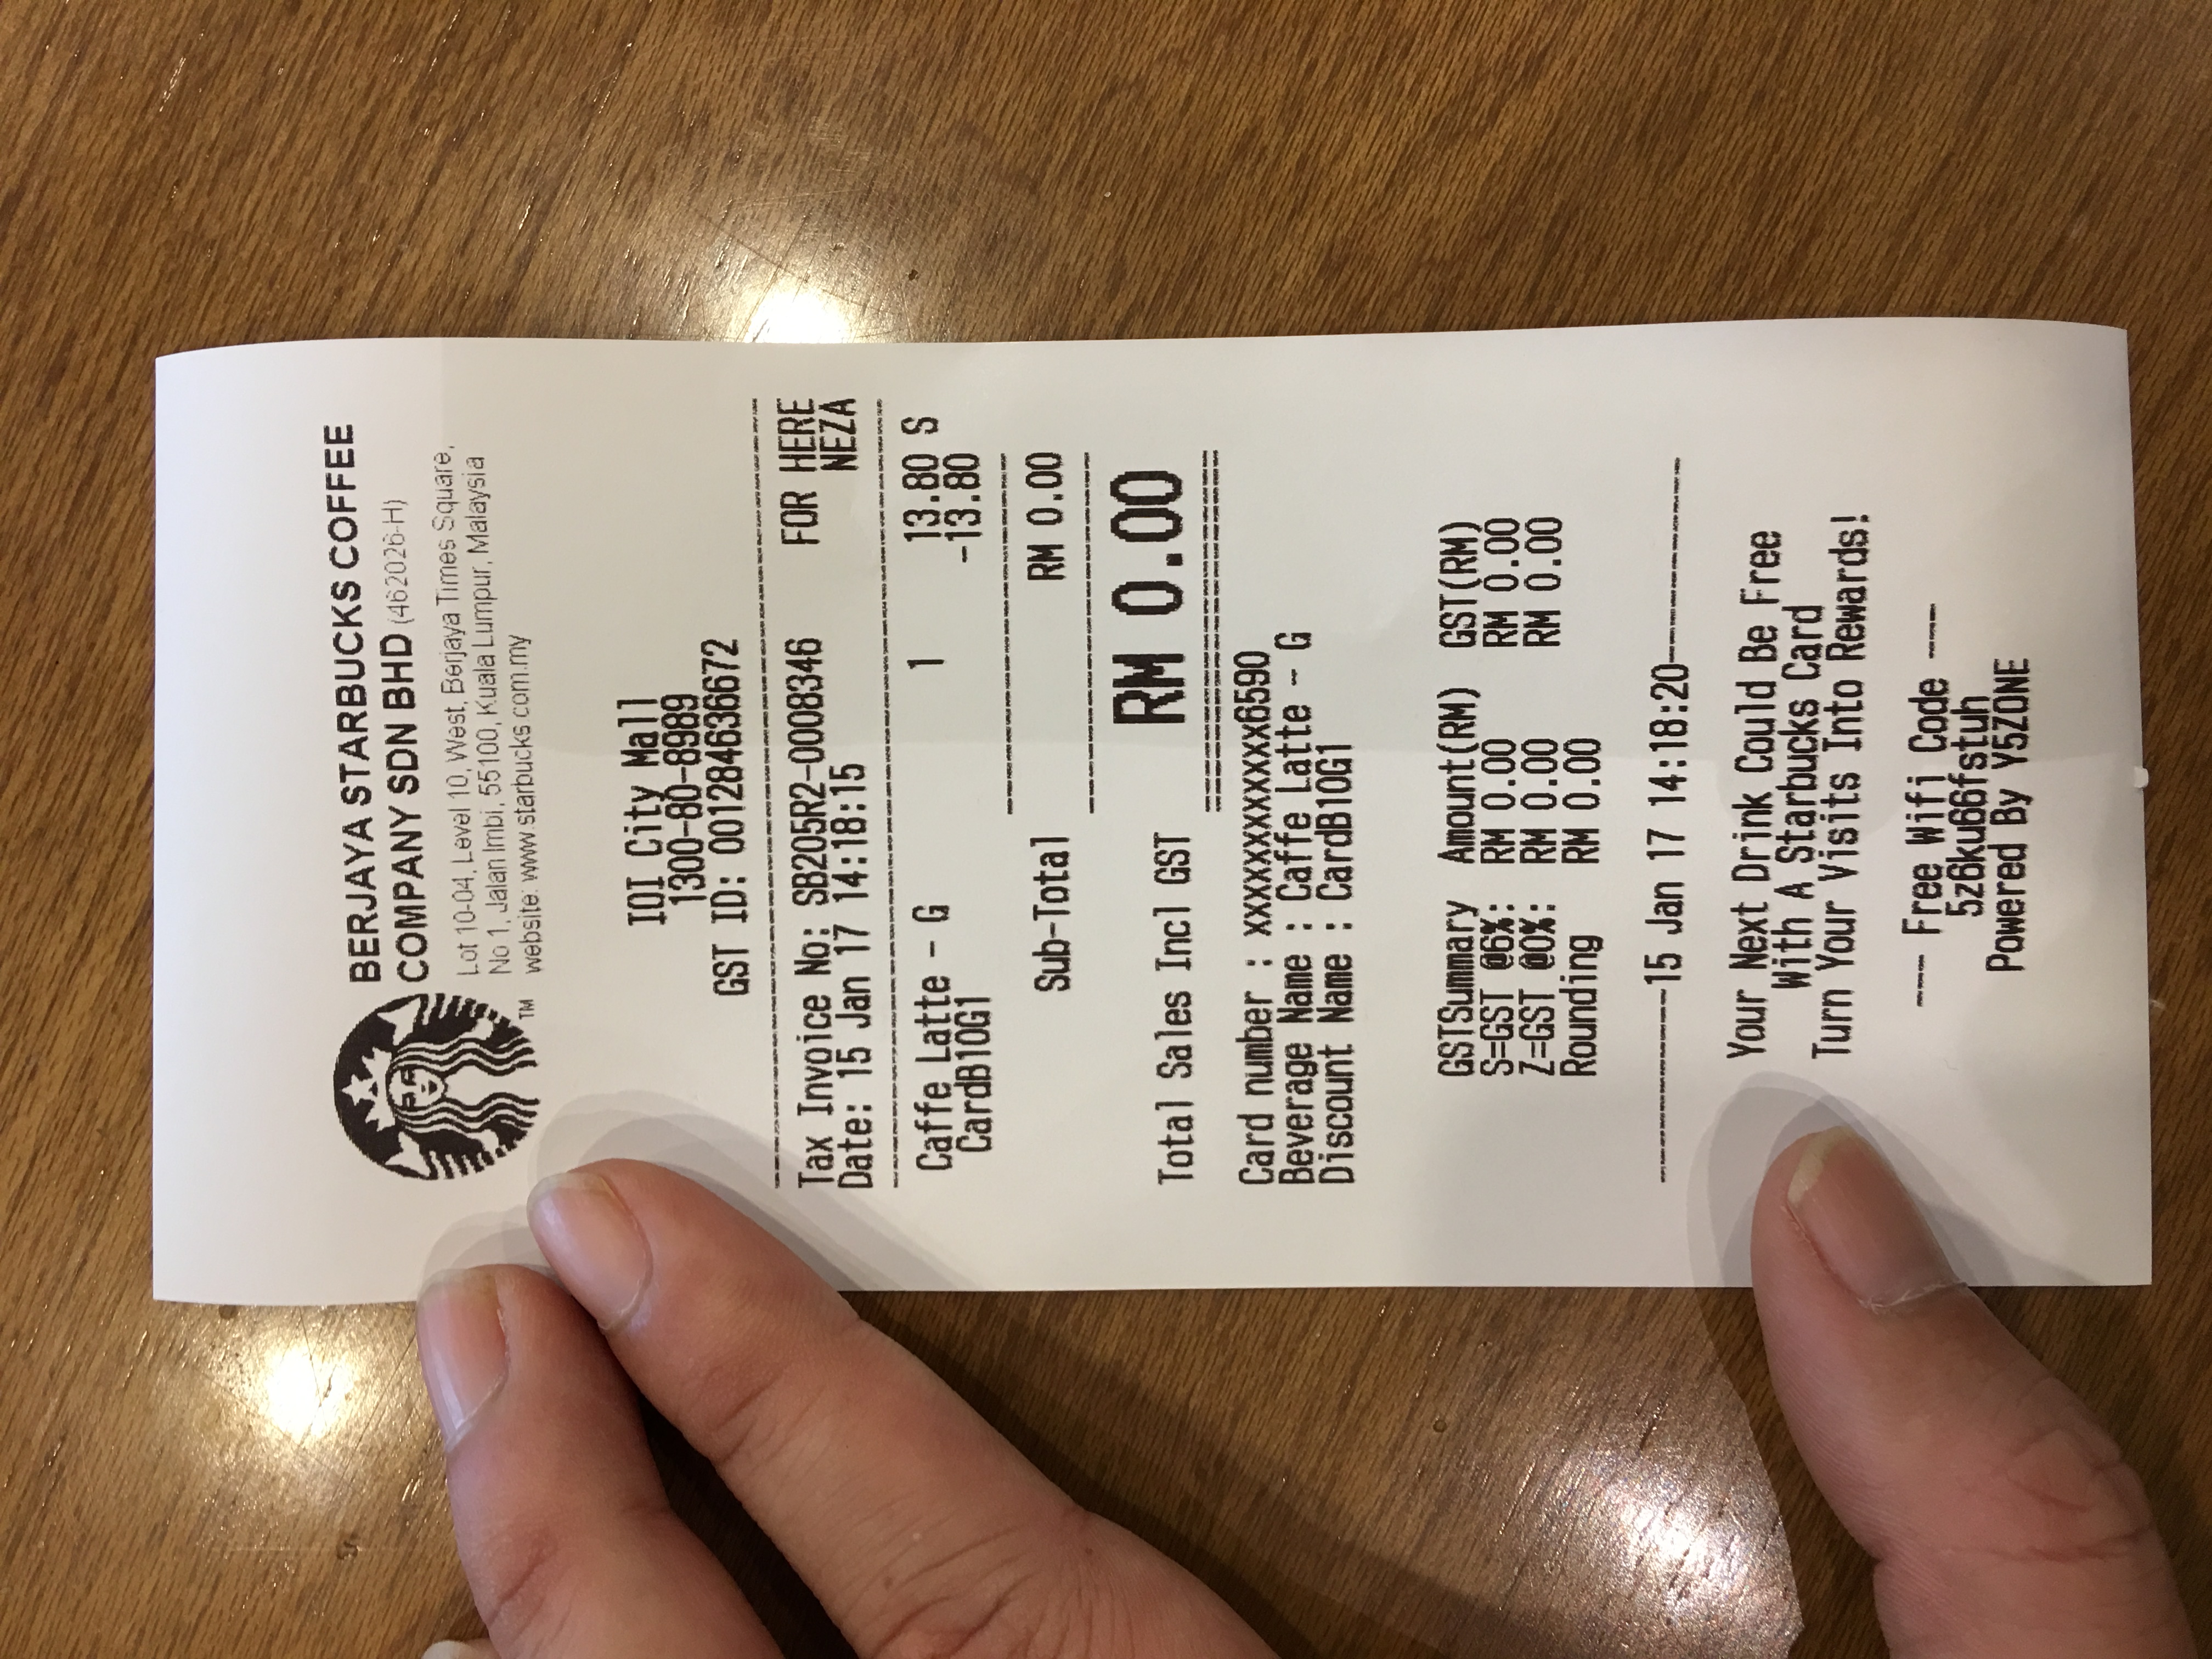 BERJAYA STARBUCKS COFFEE
COMPANY SDN BHD (462026-H)
Lot 10-04, Level 10, West, Berjaya Times Square,
No 1, Jalan Imbi, 55100, Kuala Lumpur, Malaysia
website: www.starbucks.com.my
TM
IOI City Mall
1300-80-8989
GST ID: 001284636672
Tax Invoice No: SB205R2-0008346 FOR HERE
Date: 15 Jan 17 14:18:15 NEZA
Caffe Latte - G 1 13.80 S
CardB10G1 -13.80
Sub-Total RM 0.00
Total Sales Incl GST RM 0.00
Card number : xxxxxxxxxxxx6590
Beverage Name : Caffe Latte - G
Discount Name : CardB10G1
GSTSummary Amount(RM) GST(RM)
S=GST @6%: RM 0.00 RM 0.00
Z=GST @0%: RM 0.00 RM 0.00
Rounding RM 0.00
-----------15 Jan 17 14:18:20------------
Your Next Drink Could Be Free
With A Starbucks Card
Turn Your Visits Into Rewards!
--- Free Wifi Code ---
5z6ku66fstuh
Powered By Y5ZONE